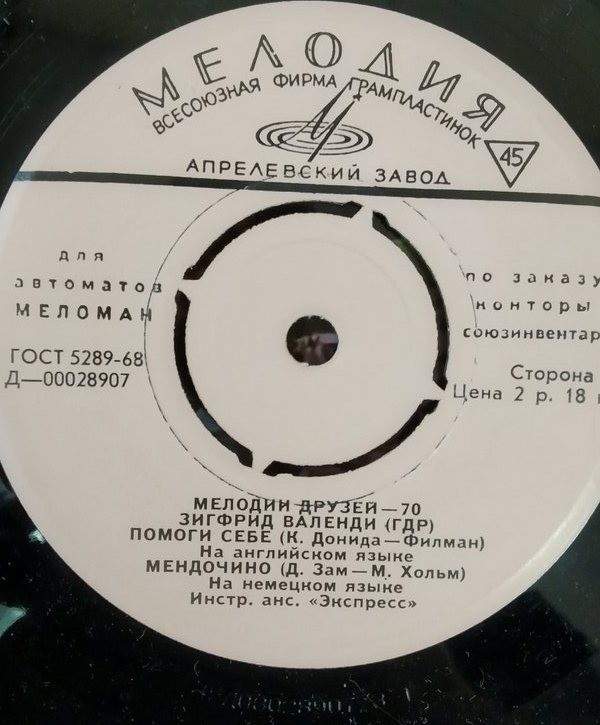 МЕЛОДИЯ
ВСЕСОЮЗНАЯ ФИРМА ГРАМПЛАСТИНОК
45
АПРЕЛЕВСКИЙ ЗАВОД
для
автоматов
МЕЛОМАН
ГОСТ 5289-68
Д—00028907
по заказу
конторы
союзинвентар
Сторона
Цена 2 р. 18
МЕЛОДИИ ДРУЗЕЙ—70
ЗИГФРИД ВАЛЕНДИ (ГДР)
ПОМОГИ СЕБЕ (К. Донида—Филман)
На английском языке
МЕНДОЧИНО (Д. Зам—М. Хольм)
На немецком языке
Инстр. анс. «Экспресс»